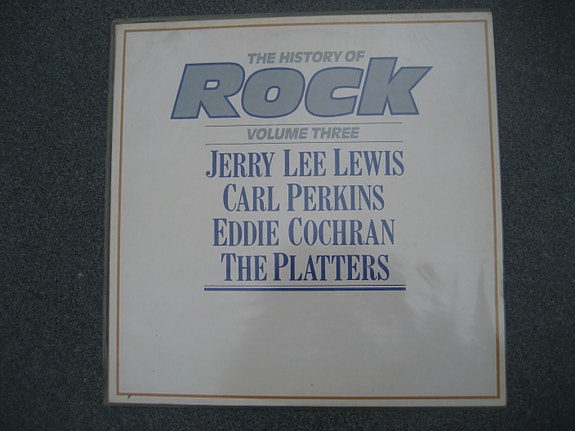 THE HISTORY OF
ROCK
VOLUME THREE
JERRY LEE LEWIS
CARL PERKINS
EDDIE COCHRAN
THE PLATTERS